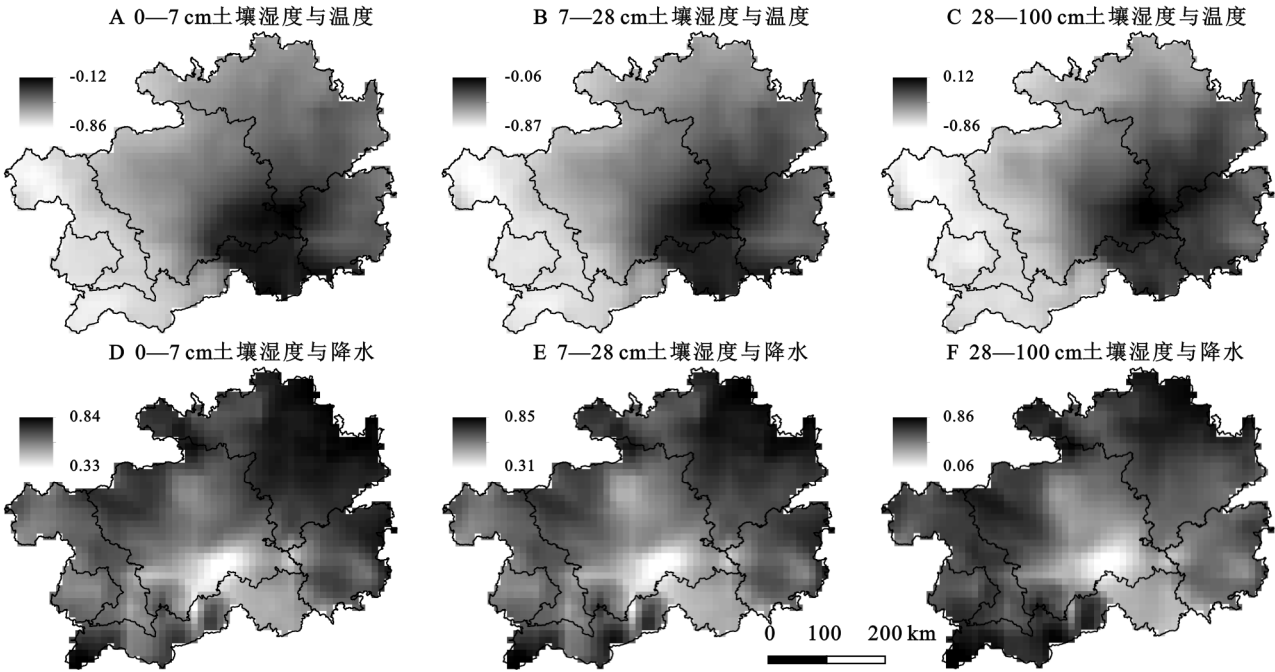 A 0—7 cm土壤湿度与温度
B 7—28 cm土壤湿度与温度
C 28—100 cm土壤湿度与温度
-0.12
-0.86
-0.06
-0.87
0.12
-0.86
D 0—7 cm土壤湿度与降水
E 7—28 cm土壤湿度与降水
F 28—100 cm土壤湿度与降水
0.84
0.33
0.85
0.31
0.86
0.06
0 100 200 km